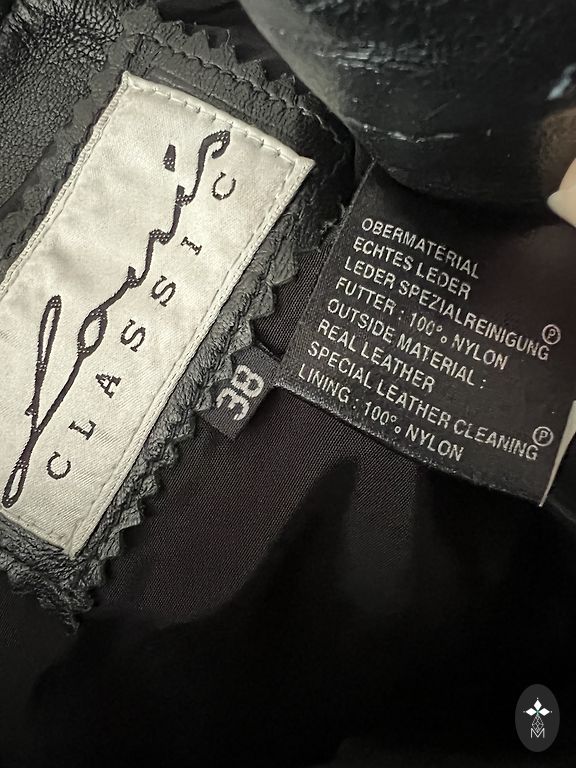 Louis'
CLASSIC
38
OBERMATERIAL
ECHTES LEDER
LEDER SPEZIALREINIGUNG Ⓟ
FUTTER : 100% NYLON
OUTSIDE MATERIAL :
REAL LEATHER
SPECIAL LEATHER CLEANING Ⓟ
LINING : 100% NYLON
M